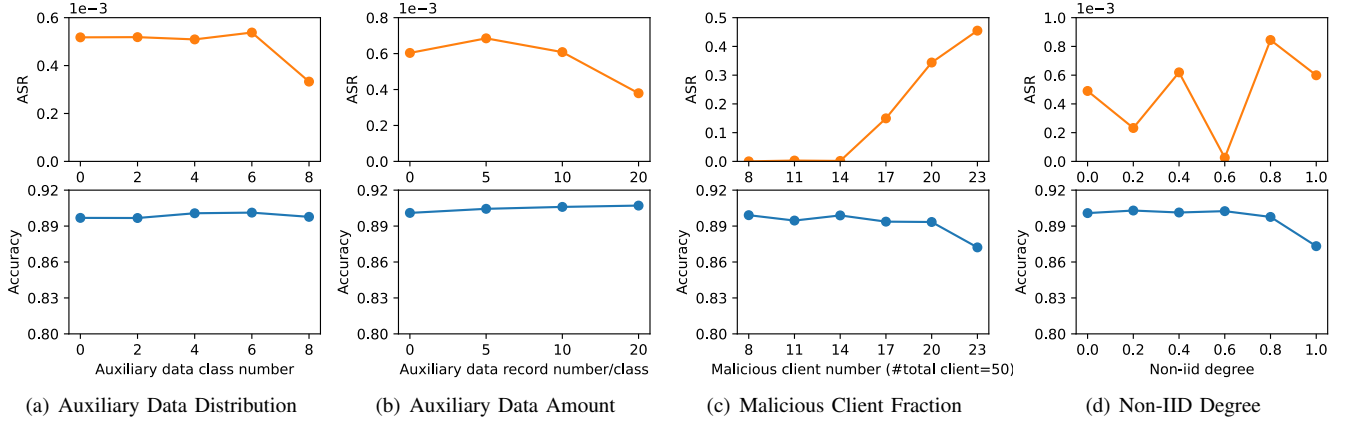 1e−3
0.6
0.4
0.2
0.0
ASR
0 2 4 6 8
0.92
0.89
0.86
0.83
0.80
Accuracy
0 2 4 6 8
Auxiliary data class number
(a) Auxiliary Data Distribution
1e−3
0.8
0.6
0.4
0.2
0.0
ASR
0 5 10 20
0.92
0.89
0.86
0.83
0.80
Accuracy
0 5 10 20
Auxiliary data record number/class
(b) Auxiliary Data Amount
0.5
0.4
0.3
0.2
0.1
0.0
ASR
8 11 14 17 20 23
0.92
0.89
0.86
0.83
0.80
Accuracy
8 11 14 17 20 23
Malicious client number (#total client=50)
(c) Malicious Client Fraction
1e−3
1.0
0.8
0.6
0.4
0.2
0.0
ASR
0.0 0.2 0.4 0.6 0.8 1.0
0.92
0.89
0.86
0.83
0.80
Accuracy
0.0 0.2 0.4 0.6 0.8 1.0
Non-iid degree
(d) Non-IID Degree